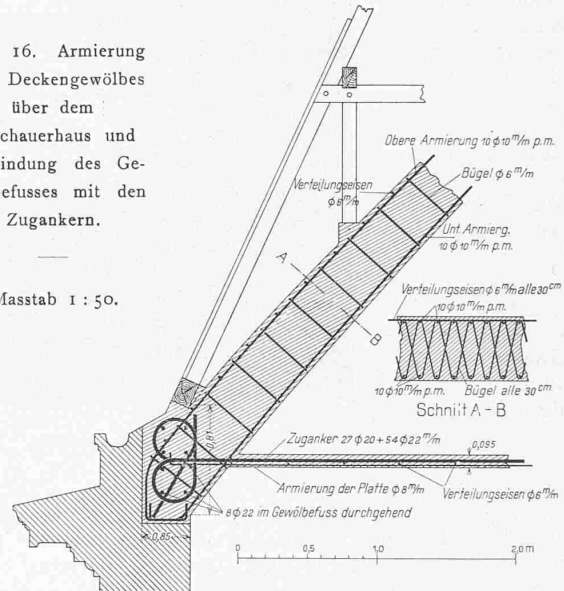 16. Armierung
Deckengewölbes
über dem
chauerhaus und
indung des Ge-
efusses mit den
Zugankern.
Masstab 1 : 50.
Obere Armierung 10 ϕ 10 m/m p.m.
Bügel ϕ 6 m/m
Verteilungseisen
ϕ 6 m/m
Unt. Armierg.
10 ϕ 10 m/m p.m.
A
B
Verteilungseisen ϕ 6 m/m alle 30 cm
10 ϕ 10 m/m p.m.
10 ϕ 10 m/m p.m.
Bügel alle 30 cm
Schnitt A - B
0,81
Zuganker 27 ϕ 20 + 54 ϕ 22 m/m
0,095
Armierung der Platte ϕ 8 m/m
Verteilungseisen ϕ 6 m/m
8 ϕ 22 im Gewölbefuss durchgehend
0,85
0
0,5
1,0
2,0 m